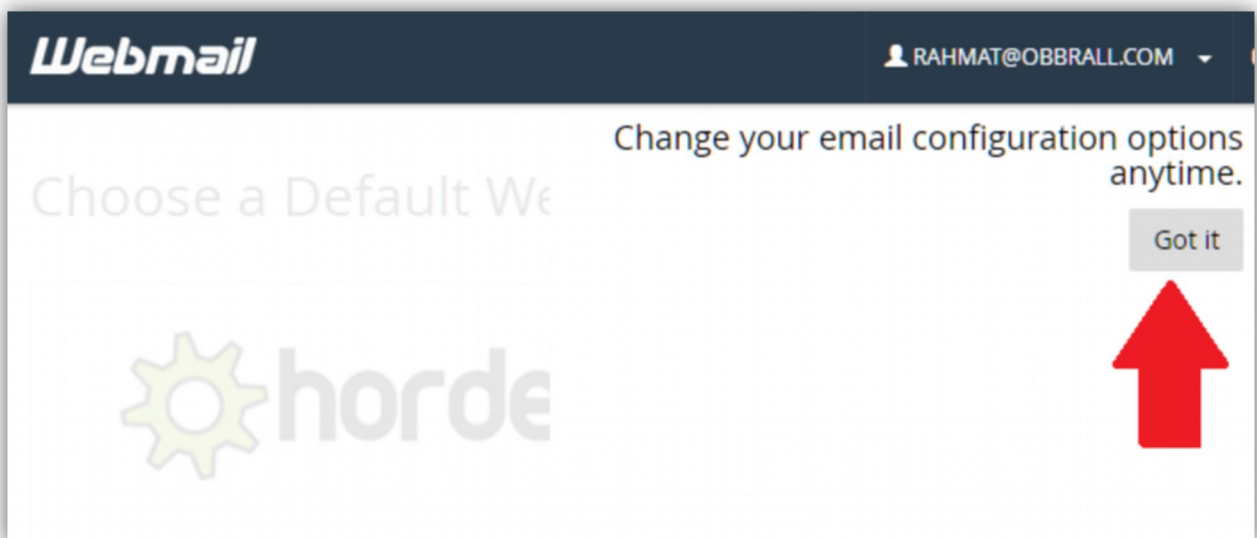 Webmail
RAHMAT@OBBRALL.COM
Change your email configuration options
anytime.
Choose a Default We
Got it
horde